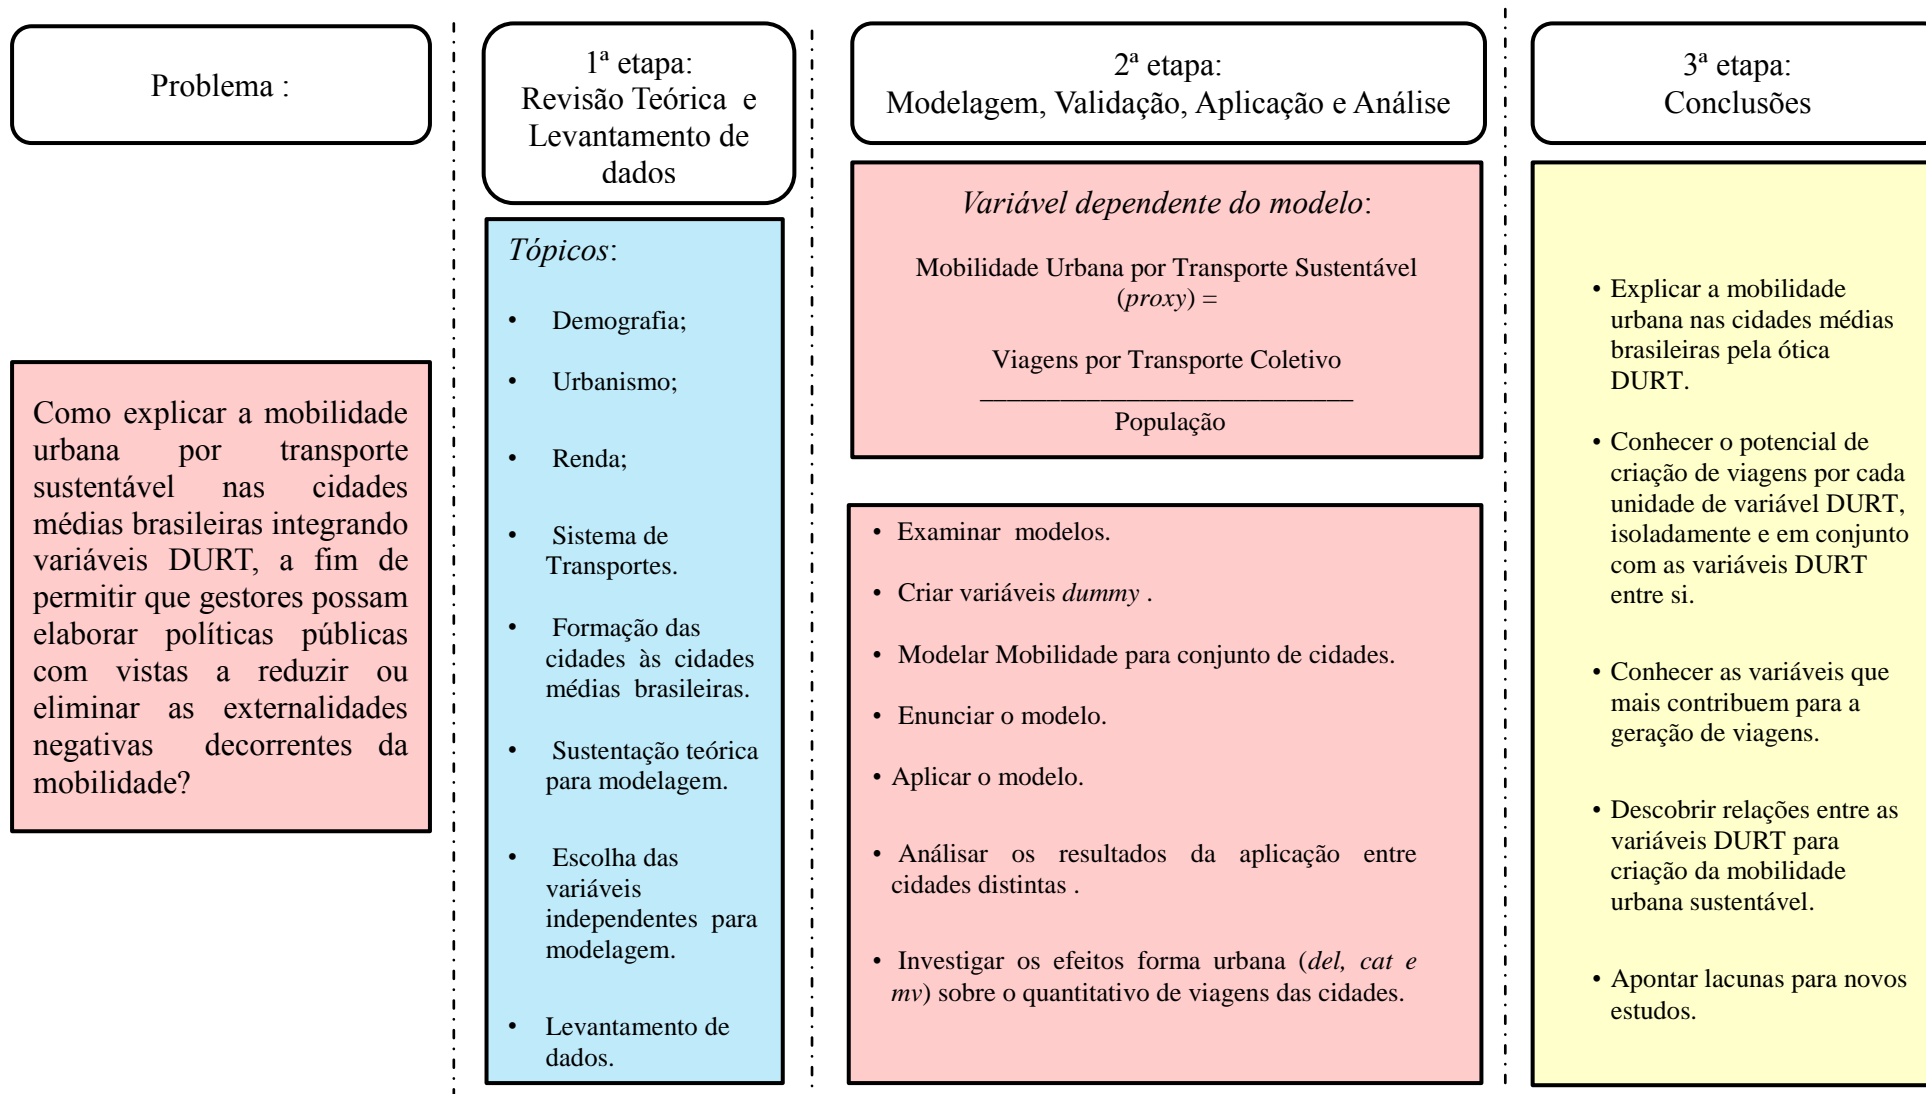 Problema :
Como explicar a mobilidade
urbana por transporte
sustentável nas cidades
médias brasileiras integrando
variáveis DURT, a fim de
permitir que gestores possam
elaborar políticas públicas
com vistas a reduzir ou
eliminar as externalidades
negativas decorrentes da
mobilidade?
1ª etapa:
Revisão Teórica e
Levantamento de
dados
Tópicos:
• Demografia;
• Urbanismo;
• Renda;
• Sistema de
Transportes.
• Formação das
cidades às cidades
médias brasileiras.
• Sustentação teórica
para modelagem.
• Escolha das
variáveis
independentes para
modelagem.
• Levantamento de
dados.
2ª etapa:
Modelagem, Validação, Aplicação e Análise
Variável dependente do modelo:
Mobilidade Urbana por Transporte Sustentável
(proxy) =
Viagens por Transporte Coletivo
____________________________
População
• Examinar modelos.
• Criar variáveis dummy .
• Modelar Mobilidade para conjunto de cidades.
• Enunciar o modelo.
• Aplicar o modelo.
• Análisar os resultados da aplicação entre
cidades distintas .
• Investigar os efeitos forma urbana (del, cat e
mv) sobre o quantitativo de viagens das cidades.
3ª etapa:
Conclusões
• Explicar a mobilidade
urbana nas cidades médias
brasileiras pela ótica
DURT.
• Conhecer o potencial de
criação de viagens por cada
unidade de variável DURT,
isoladamente e em conjunto
com as variáveis DURT
entre si.
• Conhecer as variáveis que
mais contribuem para a
geração de viagens.
• Descobrir relações entre as
variáveis DURT para
criação da mobilidade
urbana sustentável.
• Apontar lacunas para novos
estudos.